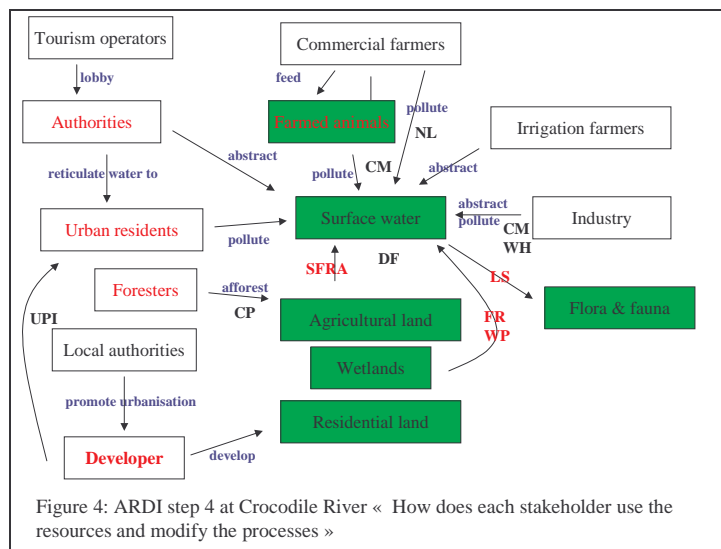 Tourism operators
Commercial farmers
lobby
feed
Authorities
Farmed animals
pollute
NL
Irrigation farmers
reticulate water to
abstract
pollute
CM
abstract
Urban residents
pollute
Surface water
abstract
pollute
CM
WH
Industry
SFRA
DF
LS
Foresters
afforest
CP
Agricultural land
FR
WP
Flora & fauna
UPI
Local authorities
Wetlands
promote urbanisation
Residential land
Developer
develop
Figure 4: ARDI step 4 at Crocodile River « How does each stakeholder use the
resources and modify the processes »